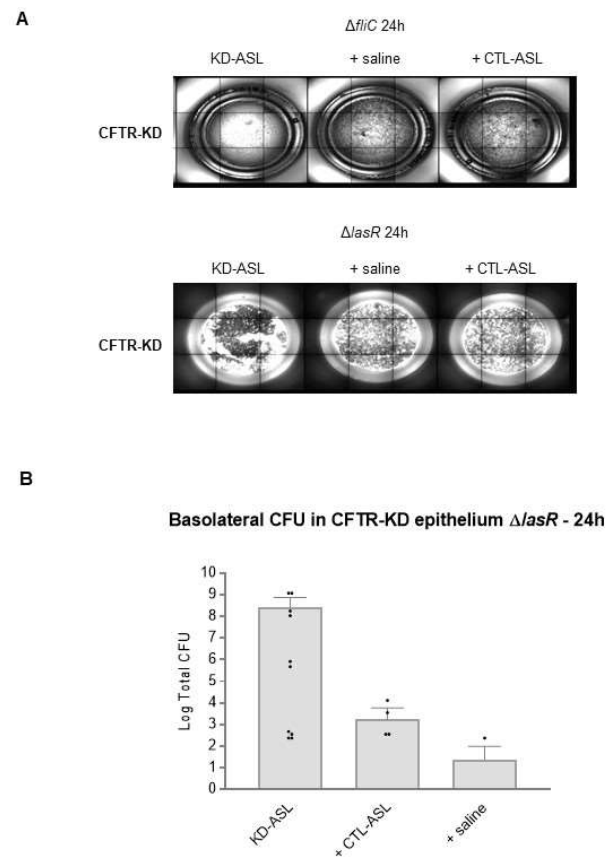 A
ΔfliC 24h
KD-ASL + saline + CTL-ASL
CFTR-KD
ΔlasR 24h
KD-ASL + saline + CTL-ASL
CFTR-KD
B
Basolateral CFU in CFTR-KD epithelium ΔlasR - 24h
Log Total CFU
10
9
8
7
6
5
4
3
2
1
0
KD-ASL
+ CTL-ASL
+ saline